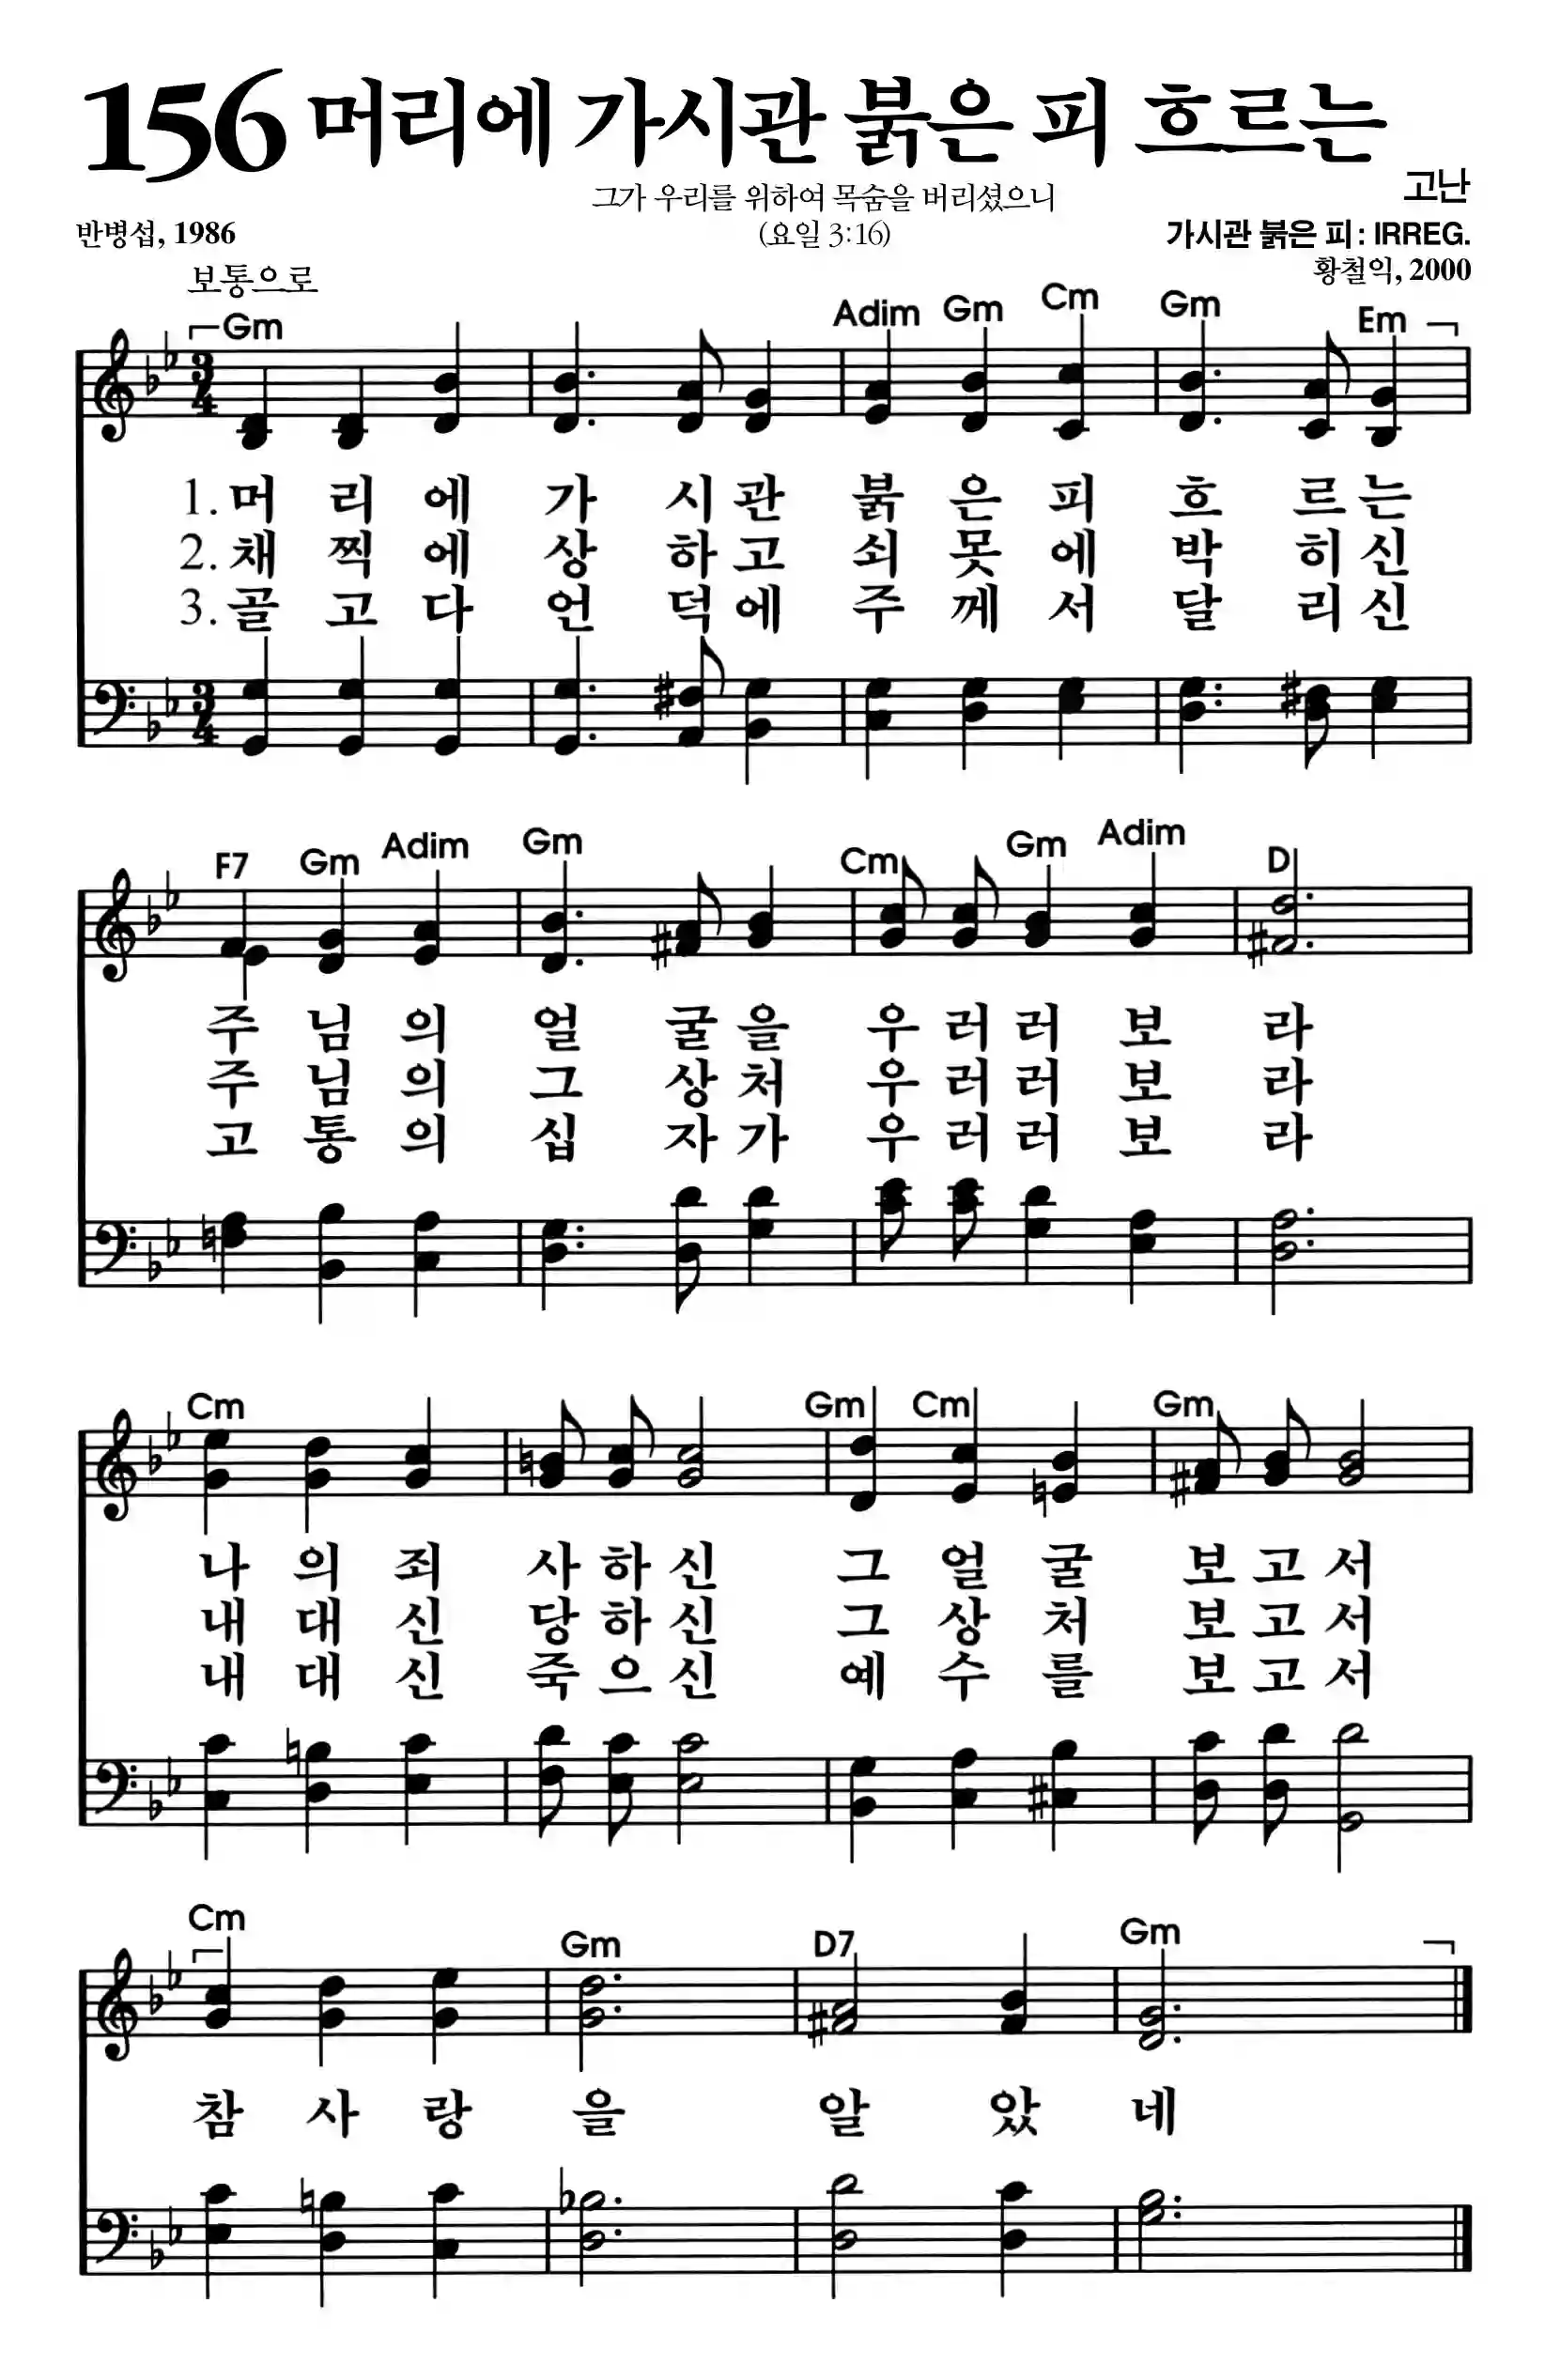 156 머리에 가시관 붉은 피 흐르는
그가 우리를 위하여 목숨을 버리셨으니
고난
반병섭, 1986
(요일 3:16)
가시관 붉은 피: IRREG.
보통으로
황철익, 2000
Gm Adim Gm Cm Gm Em
1. 머 리 에 가 시 관 붉 은 피 흐 르 는
2. 채 찍 에 상 하 고 쇠 못 에 박 히 신
3. 골 고 다 언 덕 에 주 께 서 달 리 신
F7 Gm Adim Gm Cm Gm Adim D
주 님 의 얼 굴 을 우 러 러 보 라
주 님 의 그 상 처 우 러 러 보 라
고 통 의 십 자 가 우 러 러 보 라
Cm Gm Cm Gm
나 의 죄 사 하 신 그 얼 굴 보 고 서
내 대 신 당 하 신 그 상 처 보 고 서
내 대 신 죽 으 신 예 수 를 보 고 서
Cm Gm D7 Gm
참 사 랑 을 알 았 네